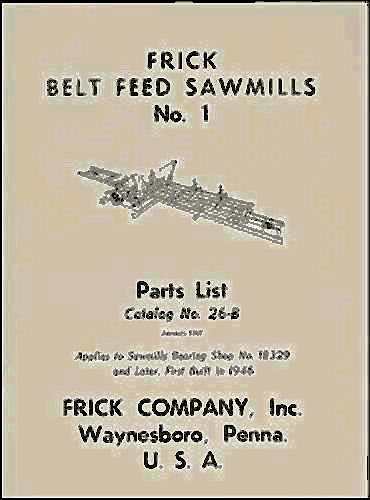 FRICK
BELT FEED SAWMILLS
No. 1
Parts List
Catalog No. 26-B
Applies to Sawmills Bearing Shop No. 18329
and Later, First Built in 1946
FRICK COMPANY, Inc.
Waynesboro, Penna.
U. S. A.